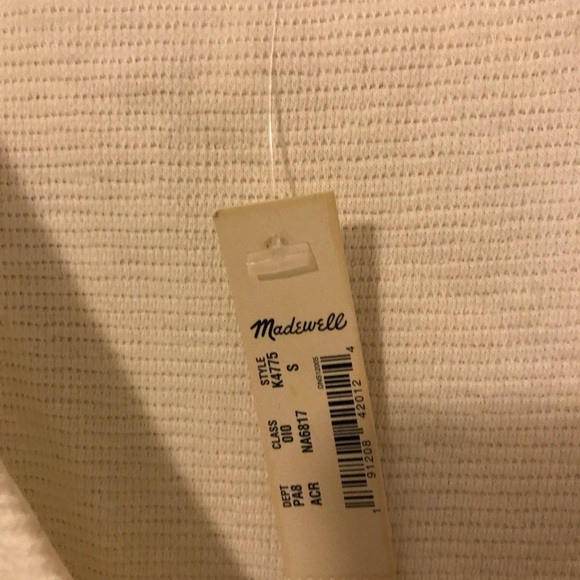 Madewell
DEPT CLASS STYLE
PA8 010 K4775
ACR NA6817 S
1 91208 42012 4